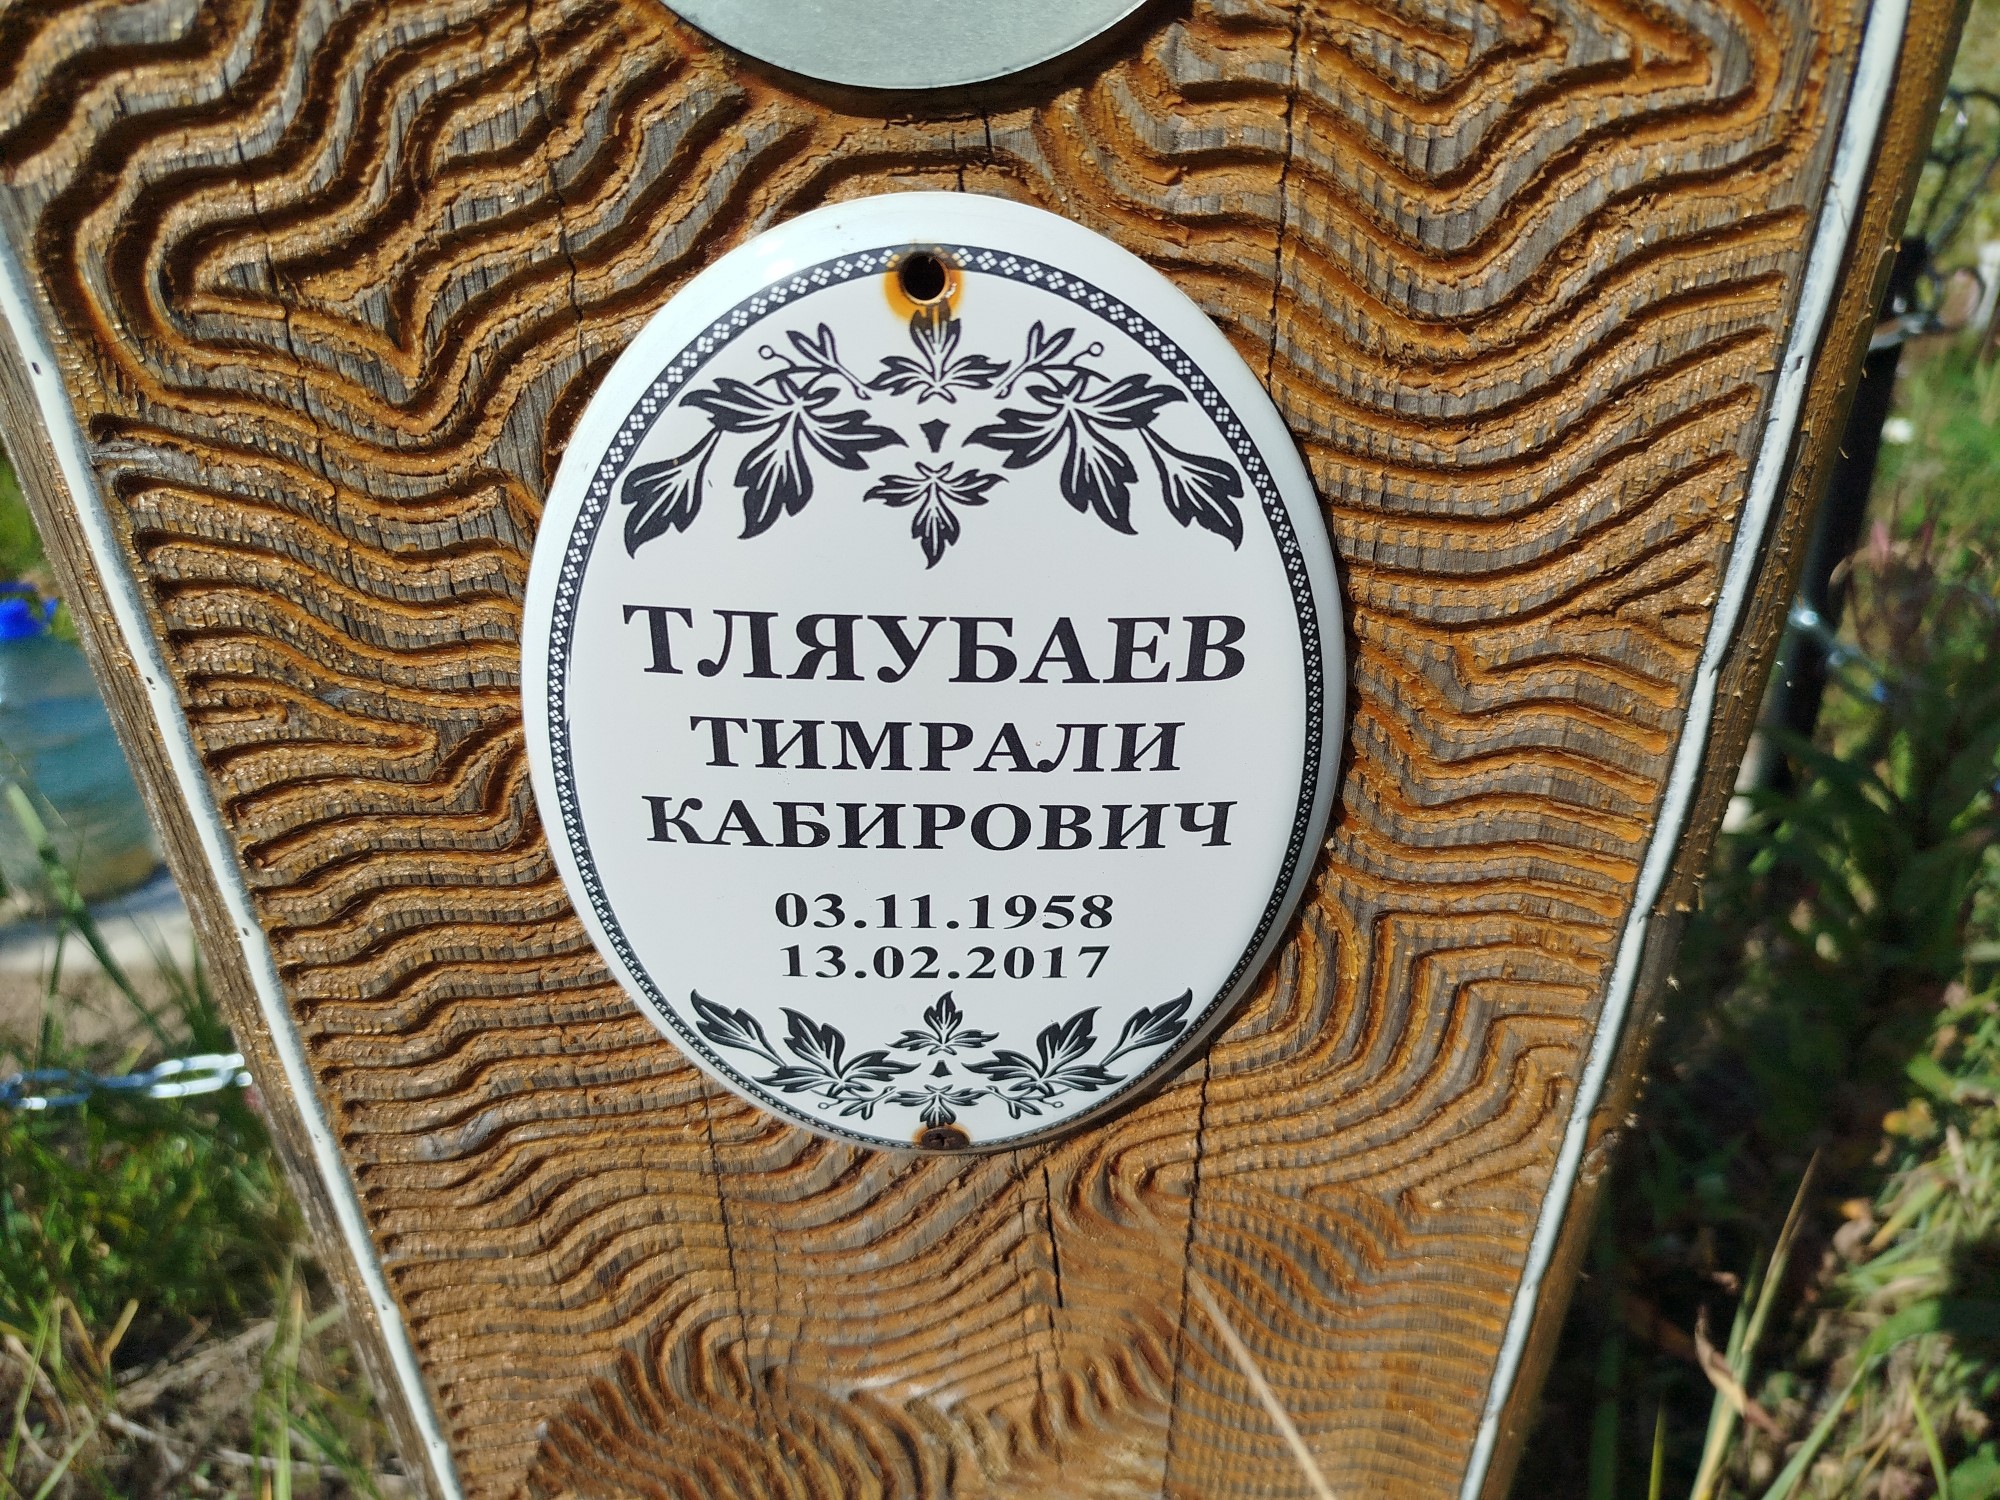 ТЛЯУБАЕВ
ТИМРАЛИ
КАБИРОВИЧ
03.11.1958
13.02.2017